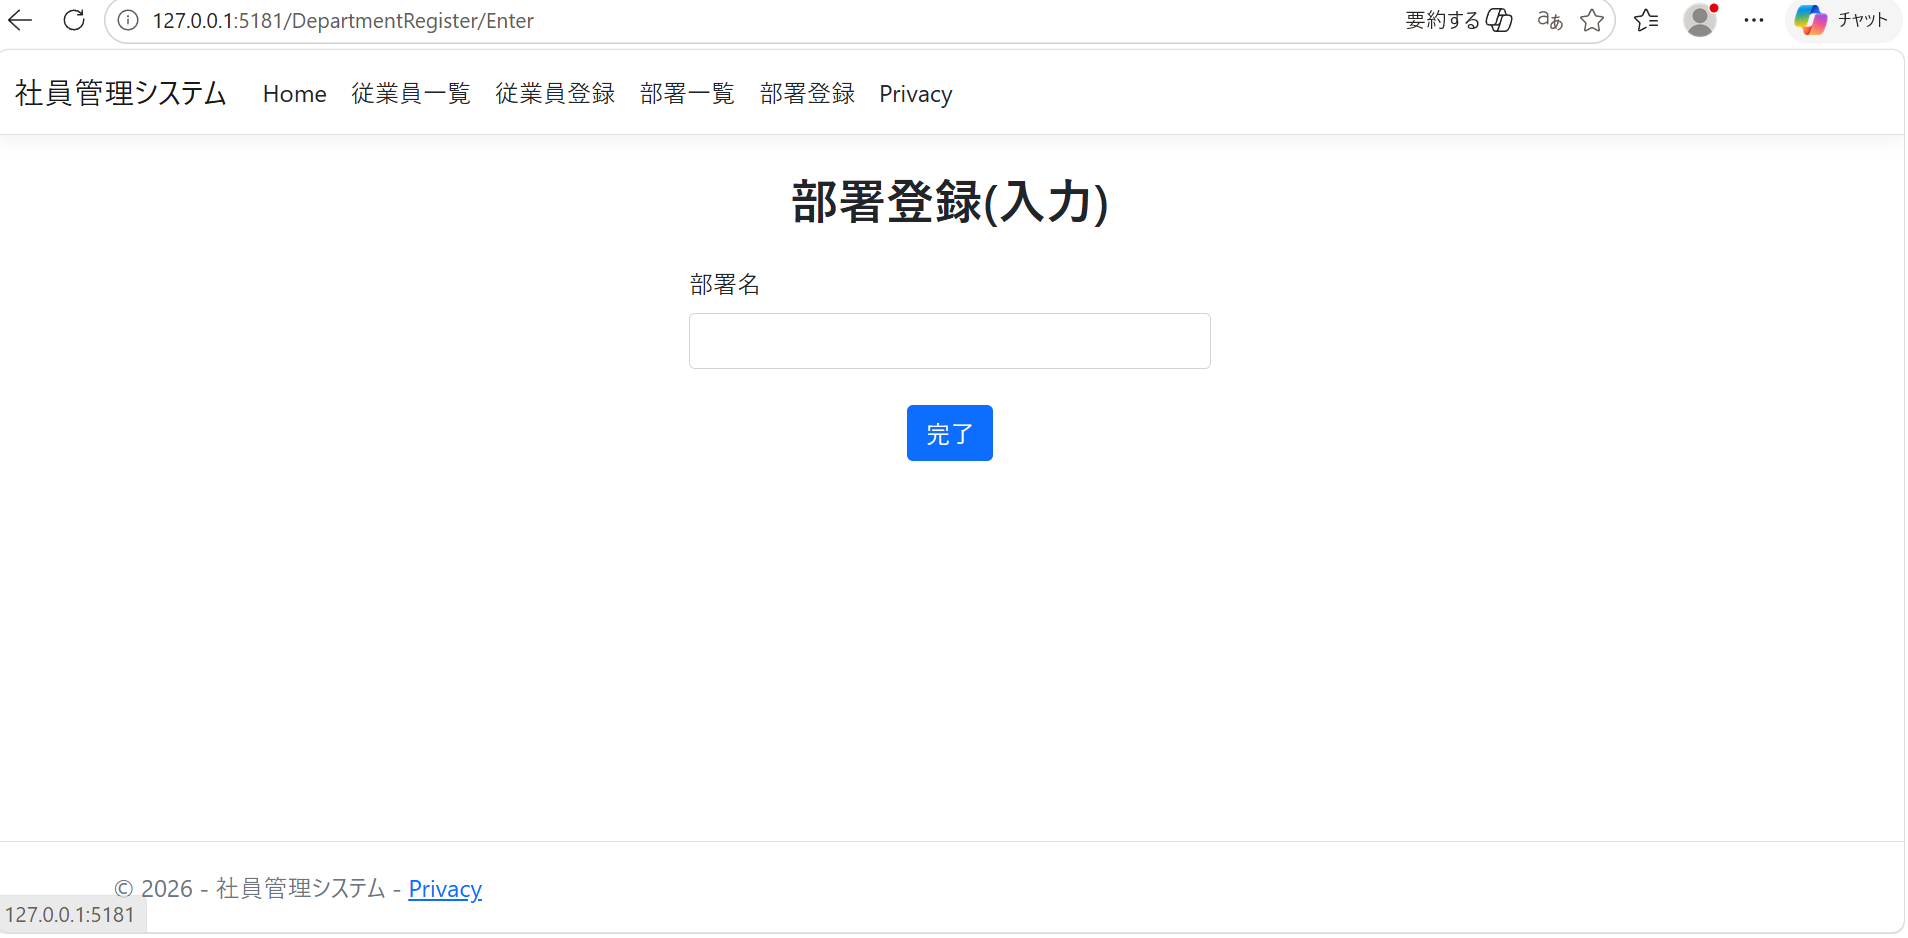 127.0.0.1:5181/DepartmentRegister/Enter
要約する
aあ
チャット
社員管理システム Home 従業員一覧 従業員登録 部署一覧 部署登録 Privacy
部署登録(入力)
部署名
完了
© 2026 - 社員管理システム - Privacy
127.0.0.1:5181